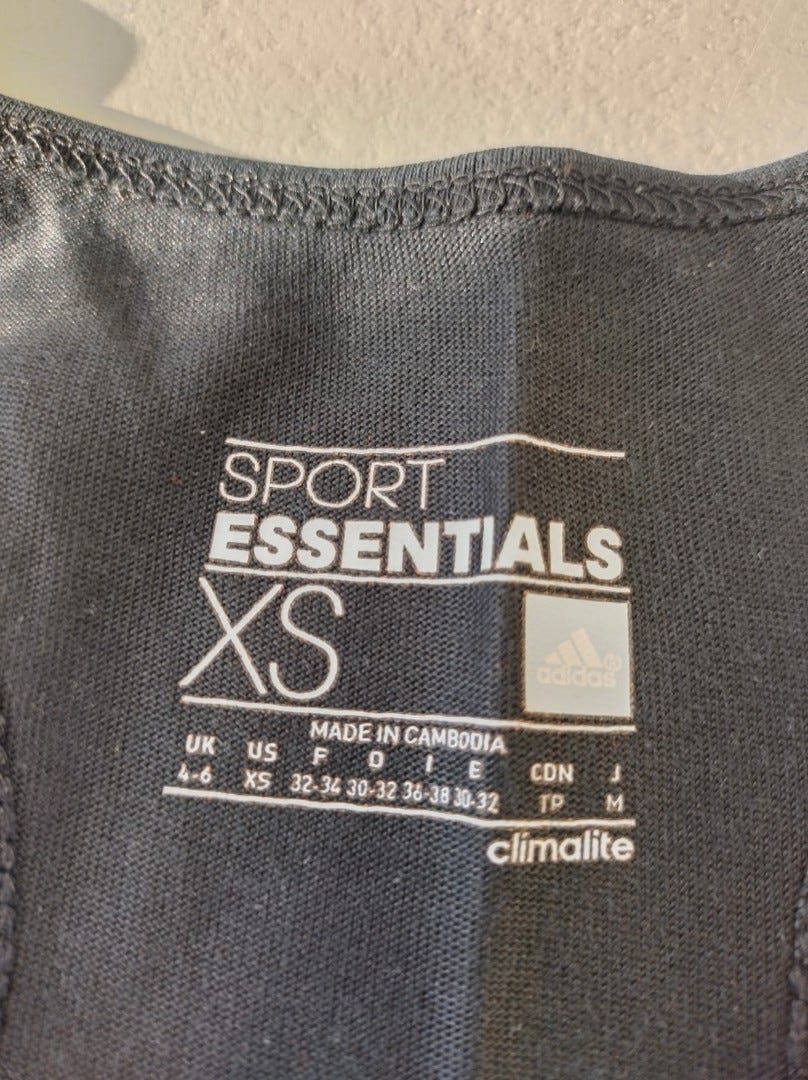 SPORT
ESSENTIALS
XS
adidas®
MADE IN CAMBODIA
UK US F D I E CDN J
4-6 XS 32-34 30-32 36-38 30-32 TP M
climalite